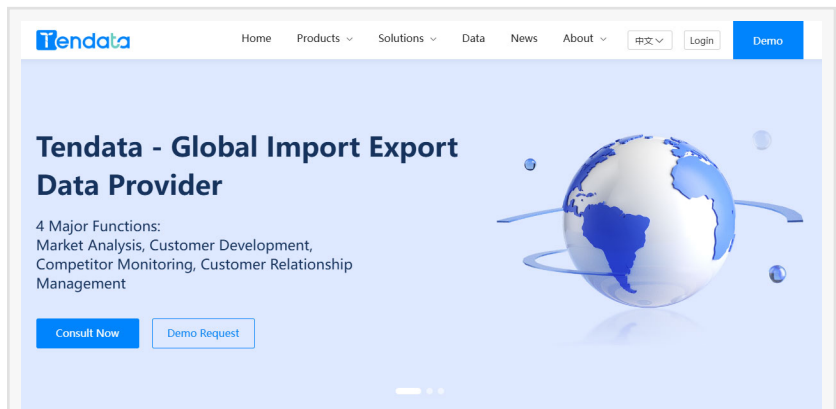 Tendata
Home Products Solutions Data News About 中文 Login Demo
Tendata - Global Import Export
Data Provider
4 Major Functions:
Market Analysis, Customer Development,
Competitor Monitoring, Customer Relationship
Management
Consult Now Demo Request